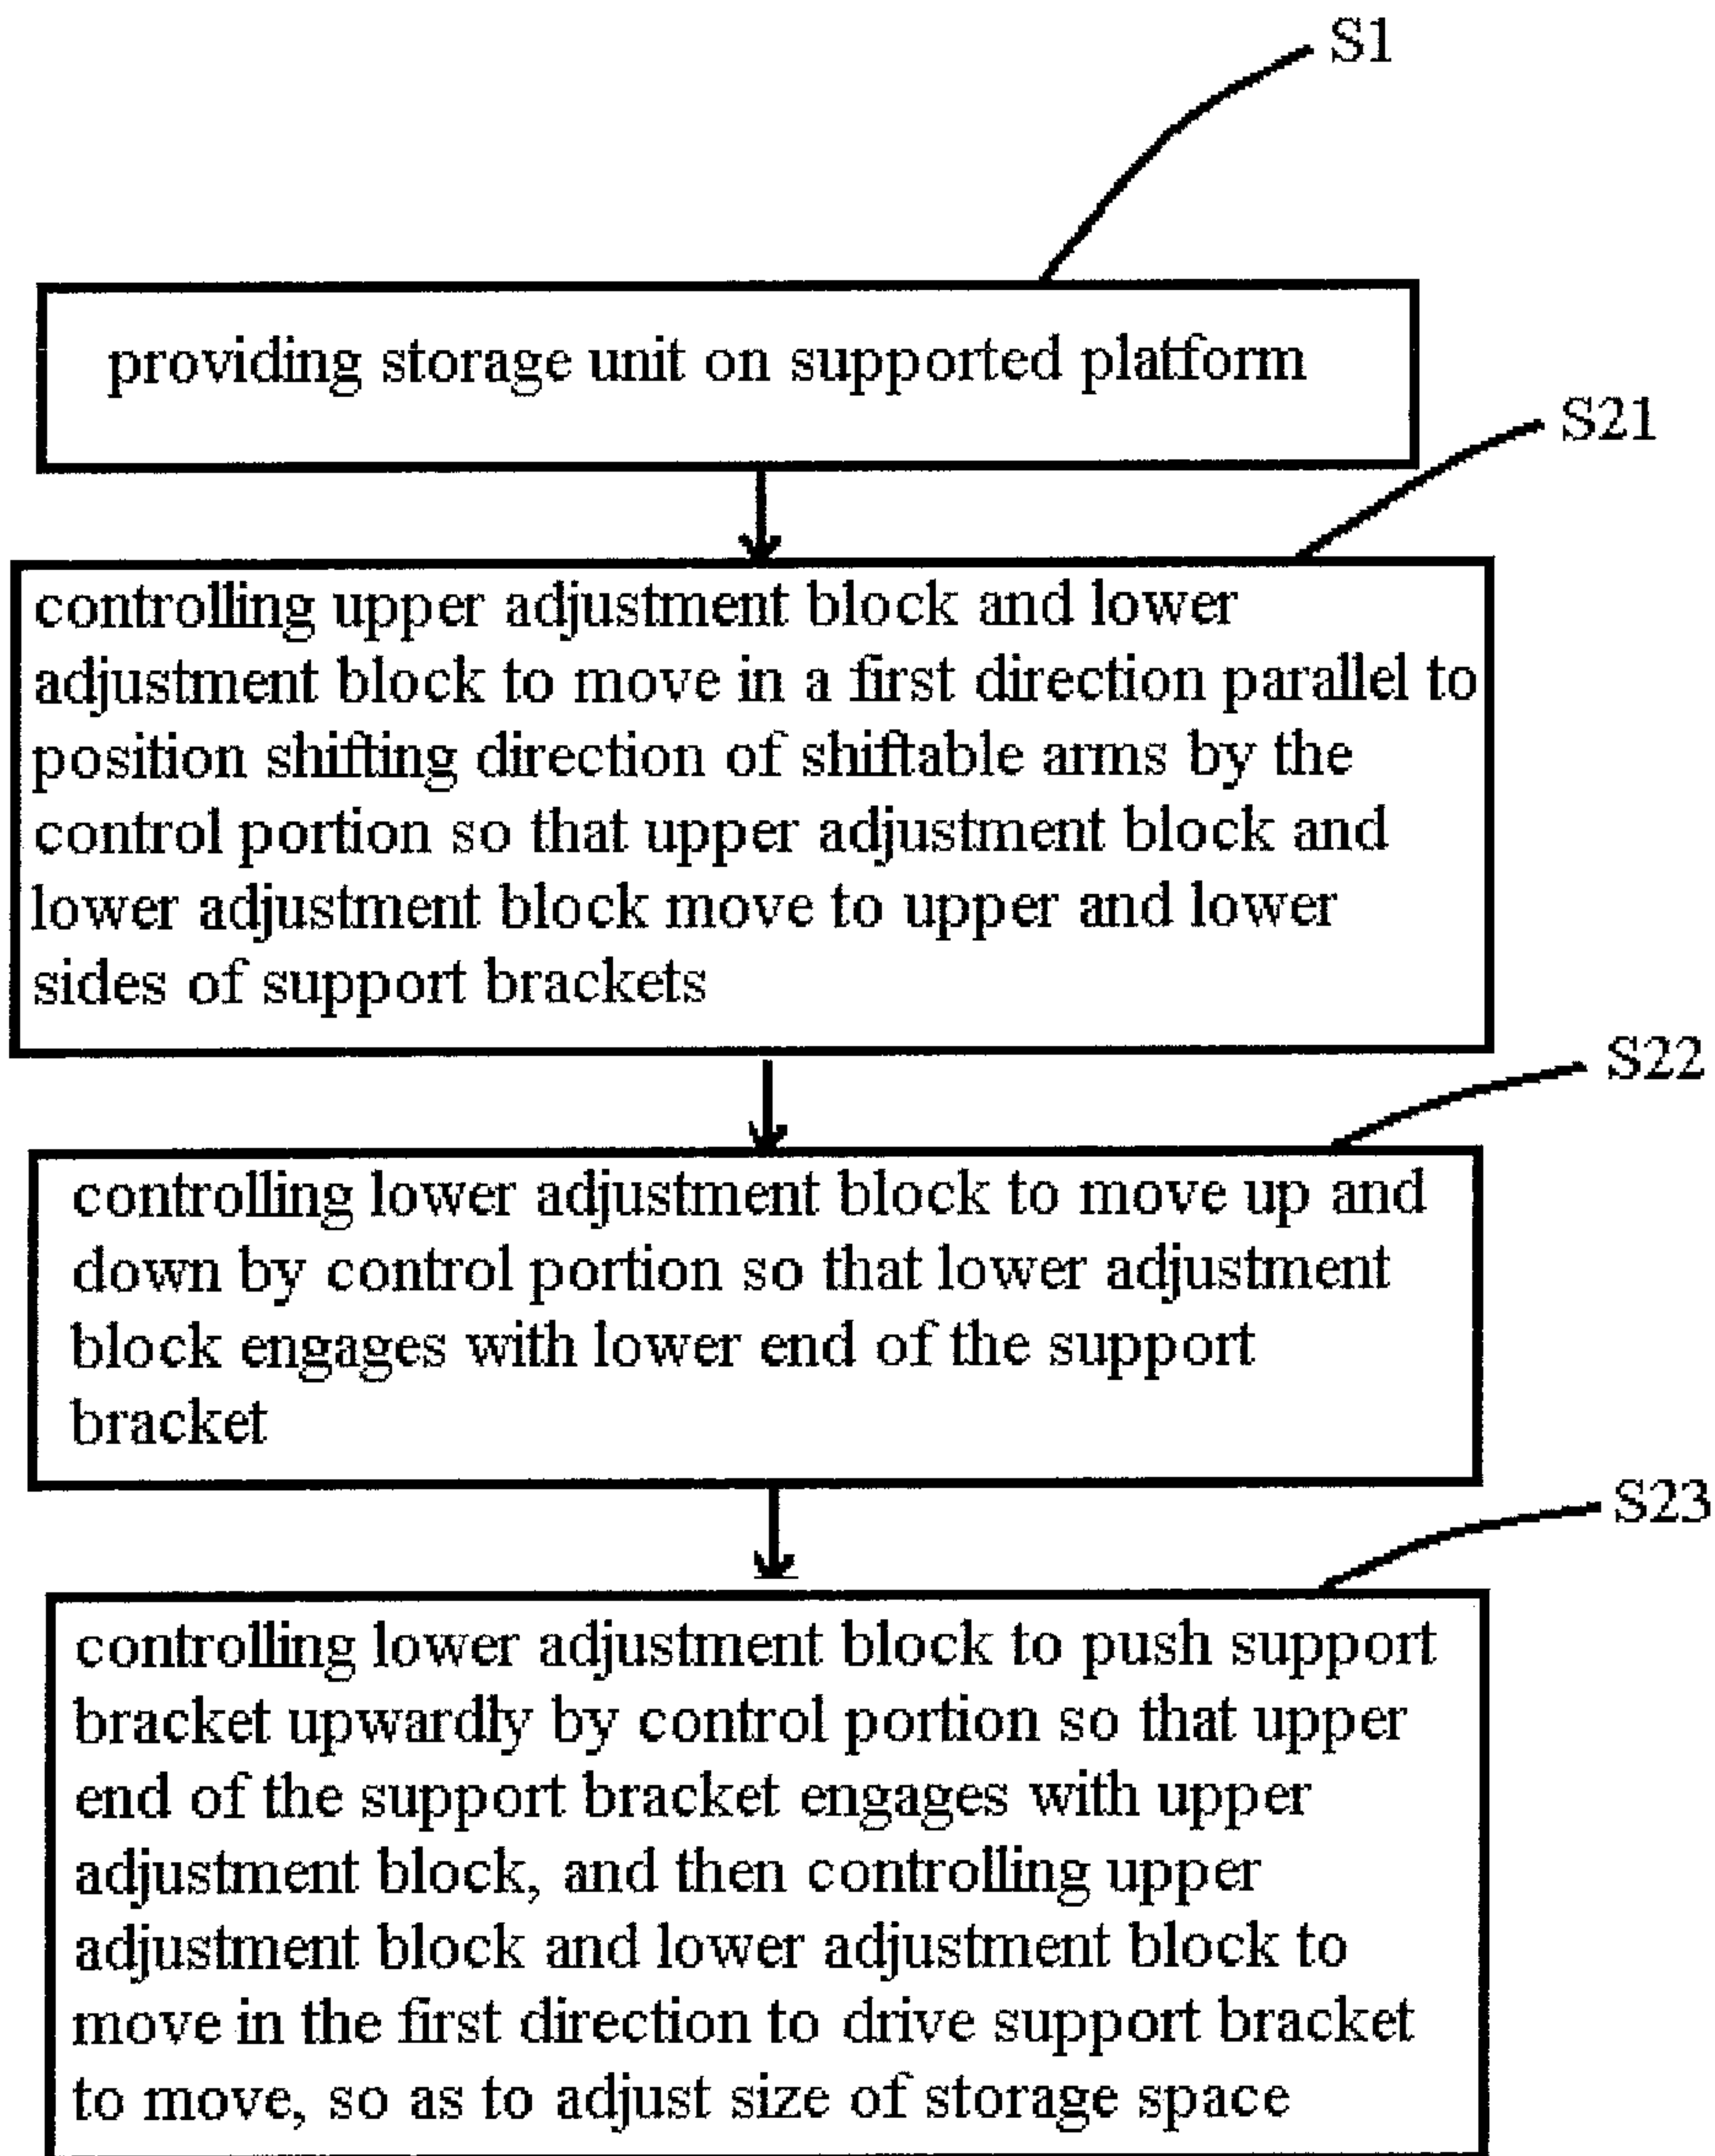 S1
providing storage unit on supported platform
S21
controlling upper adjustment block and lower
adjustment block to move in a first direction parallel to
position shifting direction of shiftable arms by the
control portion so that upper adjustment block and
lower adjustment block move to upper and lower
sides of support brackets
S22
controlling lower adjustment block to move up and
down by control portion so that lower adjustment
block engages with lower end of the support
bracket
S23
controlling lower adjustment block to push support
bracket upwardly by control portion so that upper
end of the support bracket engages with upper
adjustment block, and then controlling upper
adjustment block and lower adjustment block to
move in the first direction to drive support bracket
to move, so as to adjust size of storage space